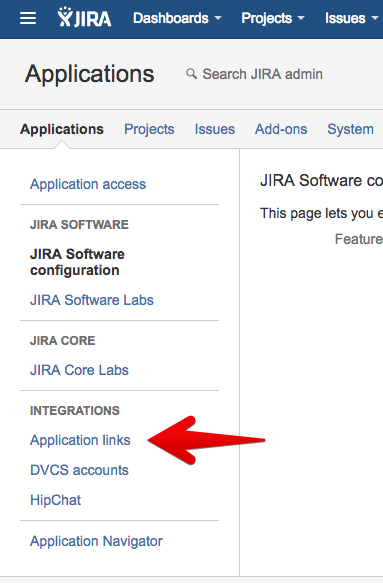 JIRA Dashboards Projects Issues
Applications Search JIRA admin
Applications Projects Issues Add-ons System
Application access
JIRA SOFTWARE
JIRA Software
configuration
JIRA Software Labs
JIRA CORE
JIRA Core Labs
INTEGRATIONS
Application links
DVCS accounts
HipChat
Application Navigator
JIRA Software co
This page lets you e
Feature